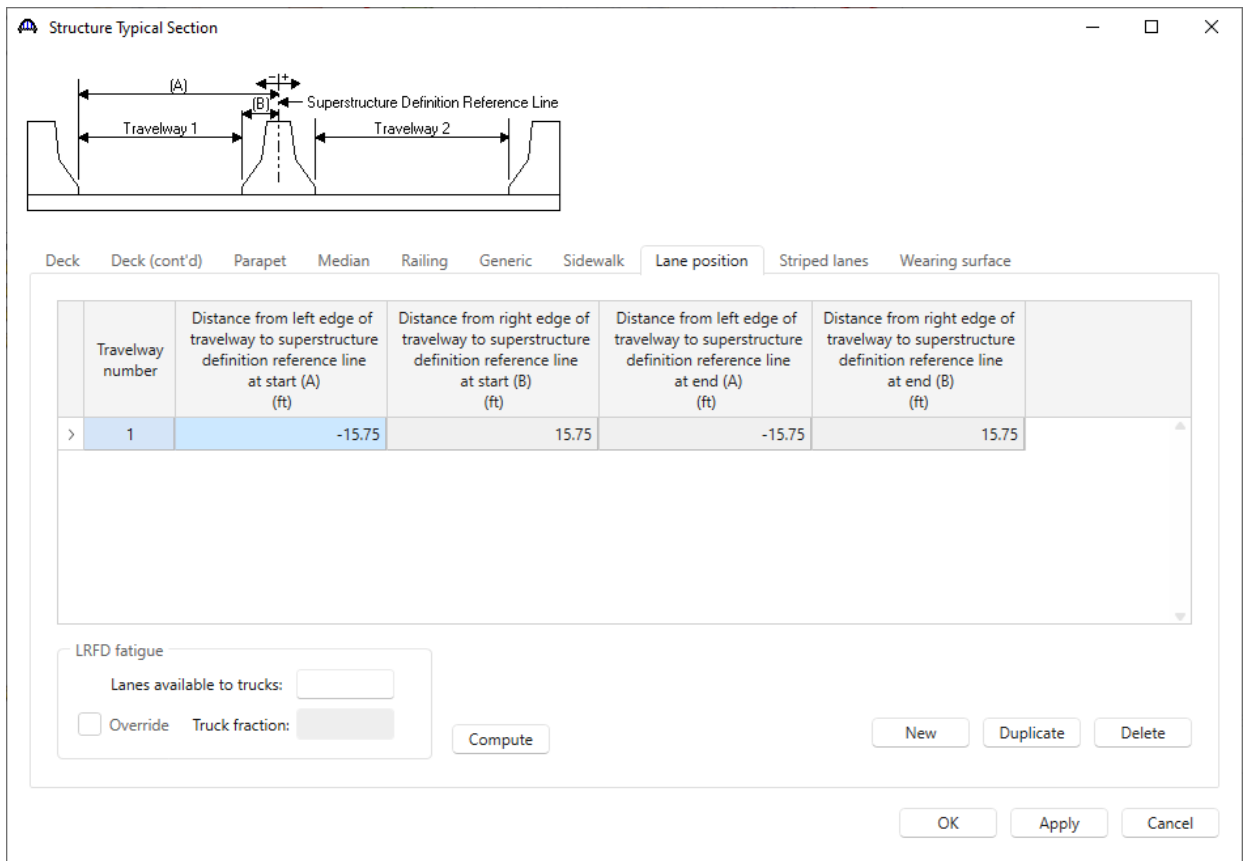 Structure Typical Section
(A)
-|+
(B)
Superstructure Definition Reference Line
Travelway 1
Travelway 2
Deck
Deck (cont'd)
Parapet
Median
Railing
Generic
Sidewalk
Lane position
Striped lanes
Wearing surface
Travelway
number
Distance from left edge of
travelway to superstructure
definition reference line
at start (A)
(ft)
Distance from right edge of
travelway to superstructure
definition reference line
at start (B)
(ft)
Distance from left edge of
travelway to superstructure
definition reference line
at end (A)
(ft)
Distance from right edge of
travelway to superstructure
definition reference line
at end (B)
(ft)
1
-15.75
15.75
-15.75
15.75
LRFD fatigue
Lanes available to trucks:
Override
Truck fraction:
Compute
New
Duplicate
Delete
OK
Apply
Cancel